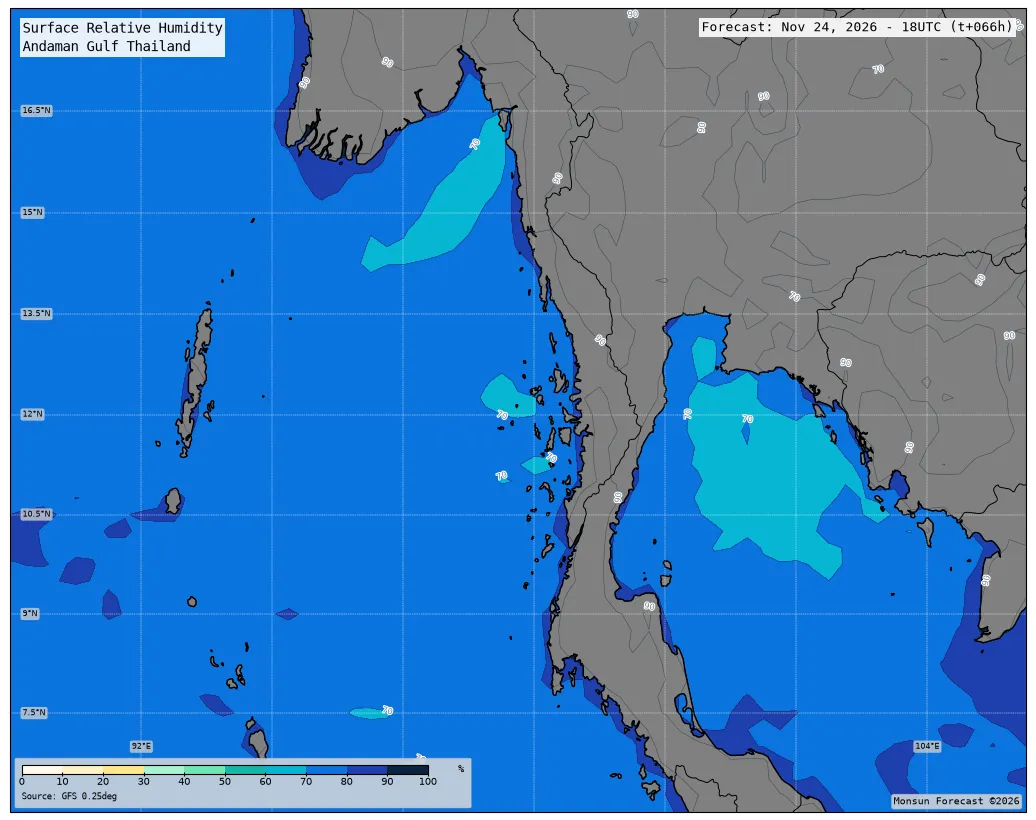 Surface Relative Humidity
Andaman Gulf Thailand
Forecast: Nov 24, 2026 - 18UTC (t+066h)
90
90
90
70
90
90
70
90
16.5°N
15°N
90
70
13.5°N
90
90
90
12°N
70
70
70
70
70
90
90
10.5°N
90
90
9°N
7.5°N
70
92°E
104°E
0 10 20 30 40 50 60 70 80 90 100 %
Source: GFS 0.25deg
Monsun Forecast ©2026